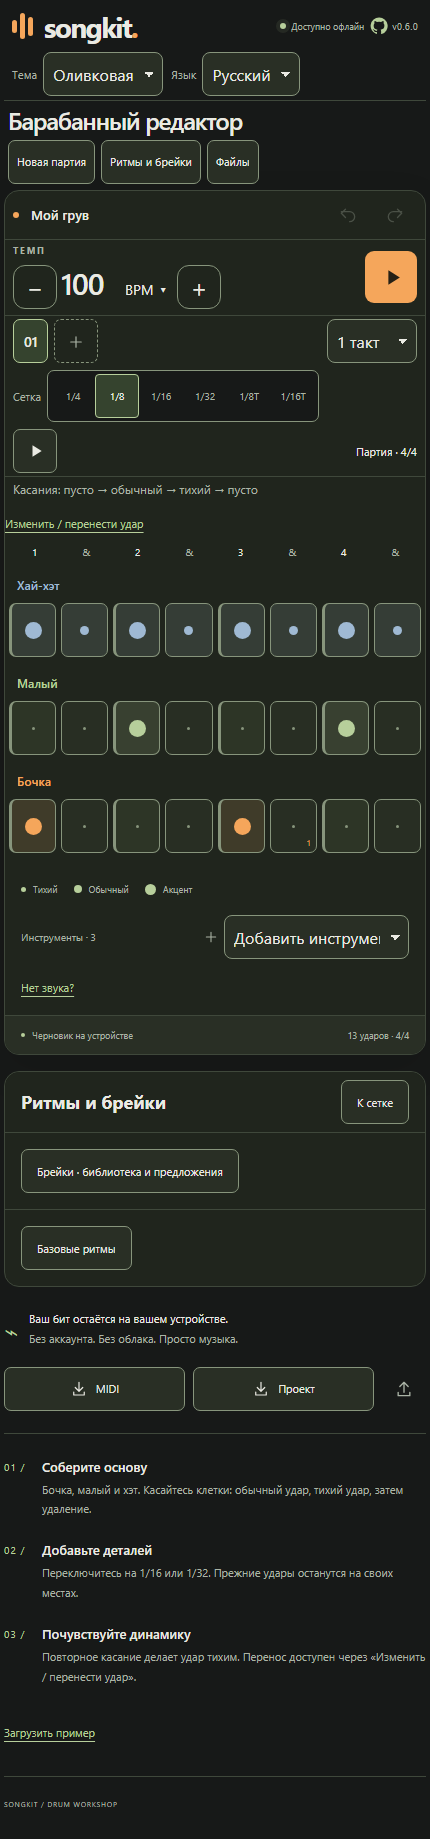 songkit.
Доступно офлайн v0.6.0
Тема Оливковая Язык Русский
Барабанный редактор
Новая партия Ритмы и брейки Файлы
Мой грув
ТЕМП
− 100 BPM +
01 + 1 такт
Сетка 1/4 1/8 1/16 1/32 1/8T 1/16T
Партия · 4/4
Касания: пусто → обычный → тихий → пусто
Изменить / перенести удар
1 & 2 & 3 & 4 &
Хай-хэт
Малый
Бочка
1
Тихий Обычный Акцент
Инструменты · 3 + Добавить инструме
Нет звука?
Черновик на устройстве 13 ударов · 4/4
Ритмы и брейки К сетке
Брейки · библиотека и предложения
Базовые ритмы
Ваш бит остаётся на вашем устройстве.
Без аккаунта. Без облака. Просто музыка.
MIDI Проект
01 / Соберите основу
Бочка, малый и хэт. Касайтесь клетки: обычный удар, тихий удар, затем
удаление.
02 / Добавьте деталей
Переключитесь на 1/16 или 1/32. Прежние удары останутся на своих
местах.
03 / Почувствуйте динамику
Повторное касание делает удар тихим. Перенос доступен через «Изменить
/ перенести удар».
Загрузить пример
SONGKIT / DRUM WORKSHOP